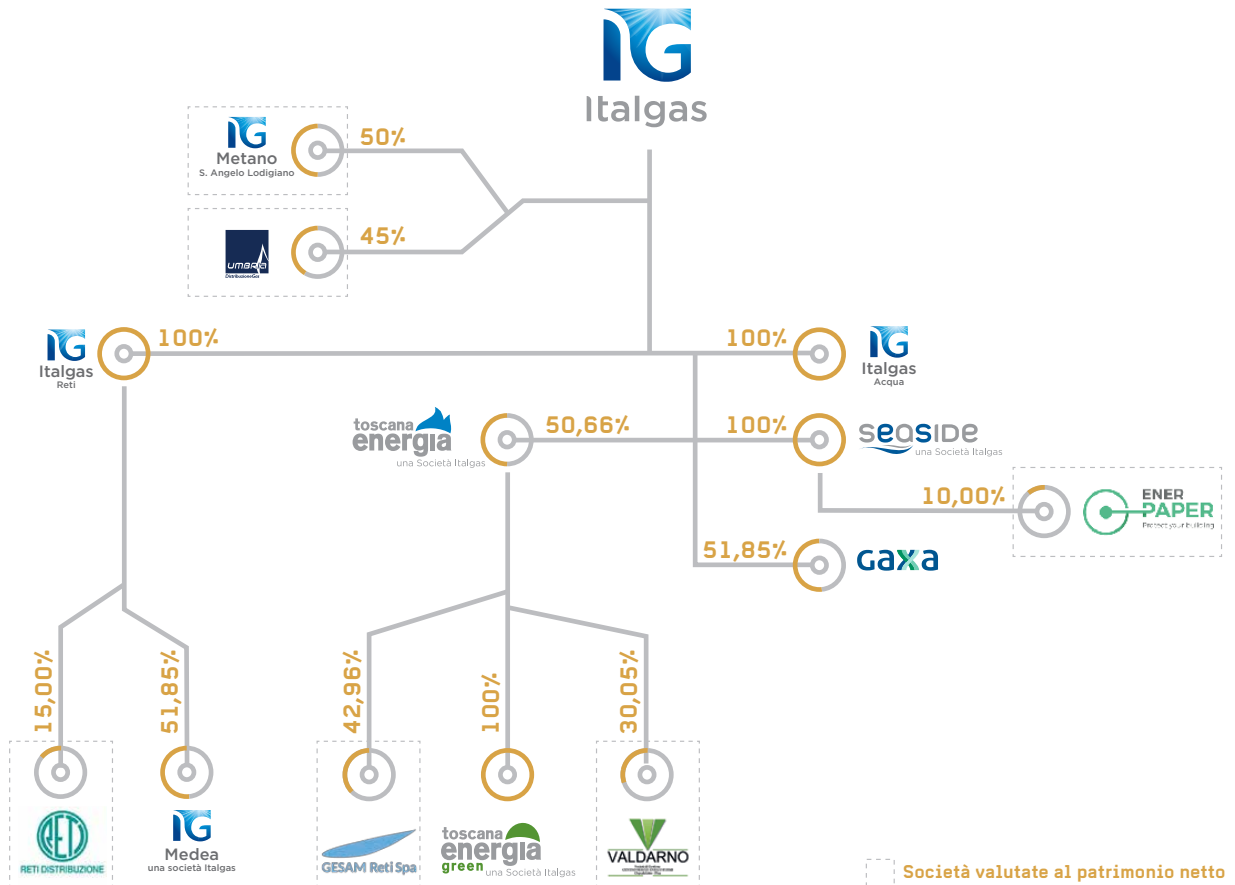 IG
Italgas
IG
Metano
S. Angelo Lodigiano
50%
umbria
DistribuzioneGas
45%
IG
Italgas
Reti
100%
100%
IG
Italgas
Acqua
toscana
energia
una Società Italgas
50,66%
100%
seaside
una Società Italgas
10,00%
ENER
PAPER
Protect your building
51,85%
Gaxa
15,00%
51,85%
42,96%
100%
30,05%
RETI
RETI DISTRIBUZIONE
IG
Medea
una società Italgas
GESAM Reti Spa
toscana
energia
green una Società Italgas
VALDARNO
Società valutate al patrimonio netto